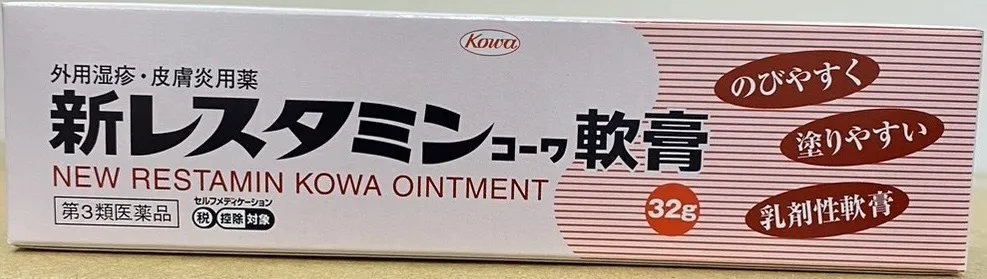 Kowa
外用湿疹・皮膚炎用薬
新レスタミンコーワ軟膏
NEW RESTAMIN KOWA OINTMENT
第3類医薬品
セルフメディケーション
税 控除 対象
32g
のびやすく
塗りやすい
乳剤性軟膏